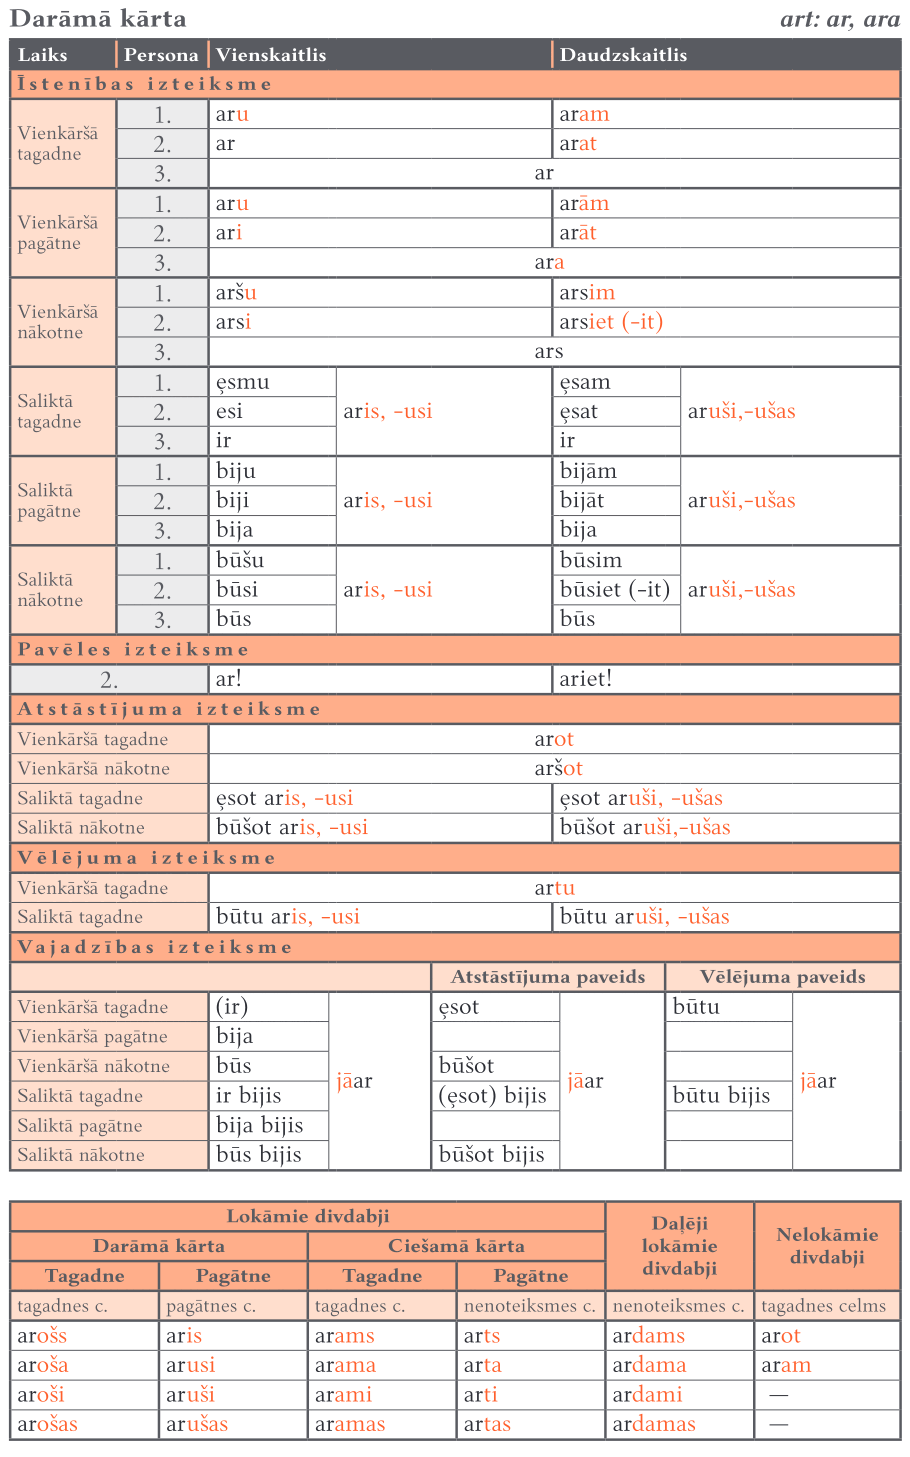 Darāmā kārta art: ar, ara
Laiks Persona Vienskaitlis Daudzskaitlis
Īstenības izteiksme
Vienkāršā tagadne
1. aru aram
2. ar arat
3. ar
Vienkāršā pagātne
1. aru arām
2. ari arāt
3. ara
Vienkāršā nākotne
1. aršu arsim
2. arsi arsiet (-it)
3. ars
Saliktā tagadne
1. ȩsmu ȩsam
2. esi aris, -usi ȩsat aruši,-ušas
3. ir ir
Saliktā pagātne
1. biju bijām
2. biji aris, -usi bijāt aruši,-ušas
3. bija bija
Saliktā nākotne
1. būšu būsim
2. būsi aris, -usi būsiet (-it) aruši,-ušas
3. būs būs
Pavēles izteiksme
2. ar! ariet!
Atstāstījuma izteiksme
Vienkāršā tagadne arot
Vienkāršā nākotne aršot
Saliktā tagadne ȩsot aris, -usi ȩsot aruši, -ušas
Saliktā nākotne būšot aris, -usi būšot aruši,-ušas
Vēlējuma izteiksme
Vienkāršā tagadne artu
Saliktā tagadne būtu aris, -usi būtu aruši, -ušas
Vajadzības izteiksme
Atstāstījuma paveids Vēlējuma paveids
Vienkāršā tagadne (ir) ȩsot būtu
Vienkāršā pagātne bija
Vienkāršā nākotne būs būšot
jāar jāar jāar
Saliktā tagadne ir bijis (ȩsot) bijis būtu bijis
Saliktā pagātne bija bijis
Saliktā nākotne būs bijis būšot bijis
Lokāmie divdabji Daļēji lokāmie divdabji Nelokāmie divdabji
Darāmā kārta Ciešamā kārta
Tagadne Pagātne Tagadne Pagātne
tagadnes c. pagātnes c. tagadnes c. nenoteiksmes c. nenoteiksmes c. tagadnes celms
arošs aris arams arts ardams arot
aroša arusi arama arta ardama aram
aroši aruši arami arti ardami —
arošas arušas aramas artas ardamas —